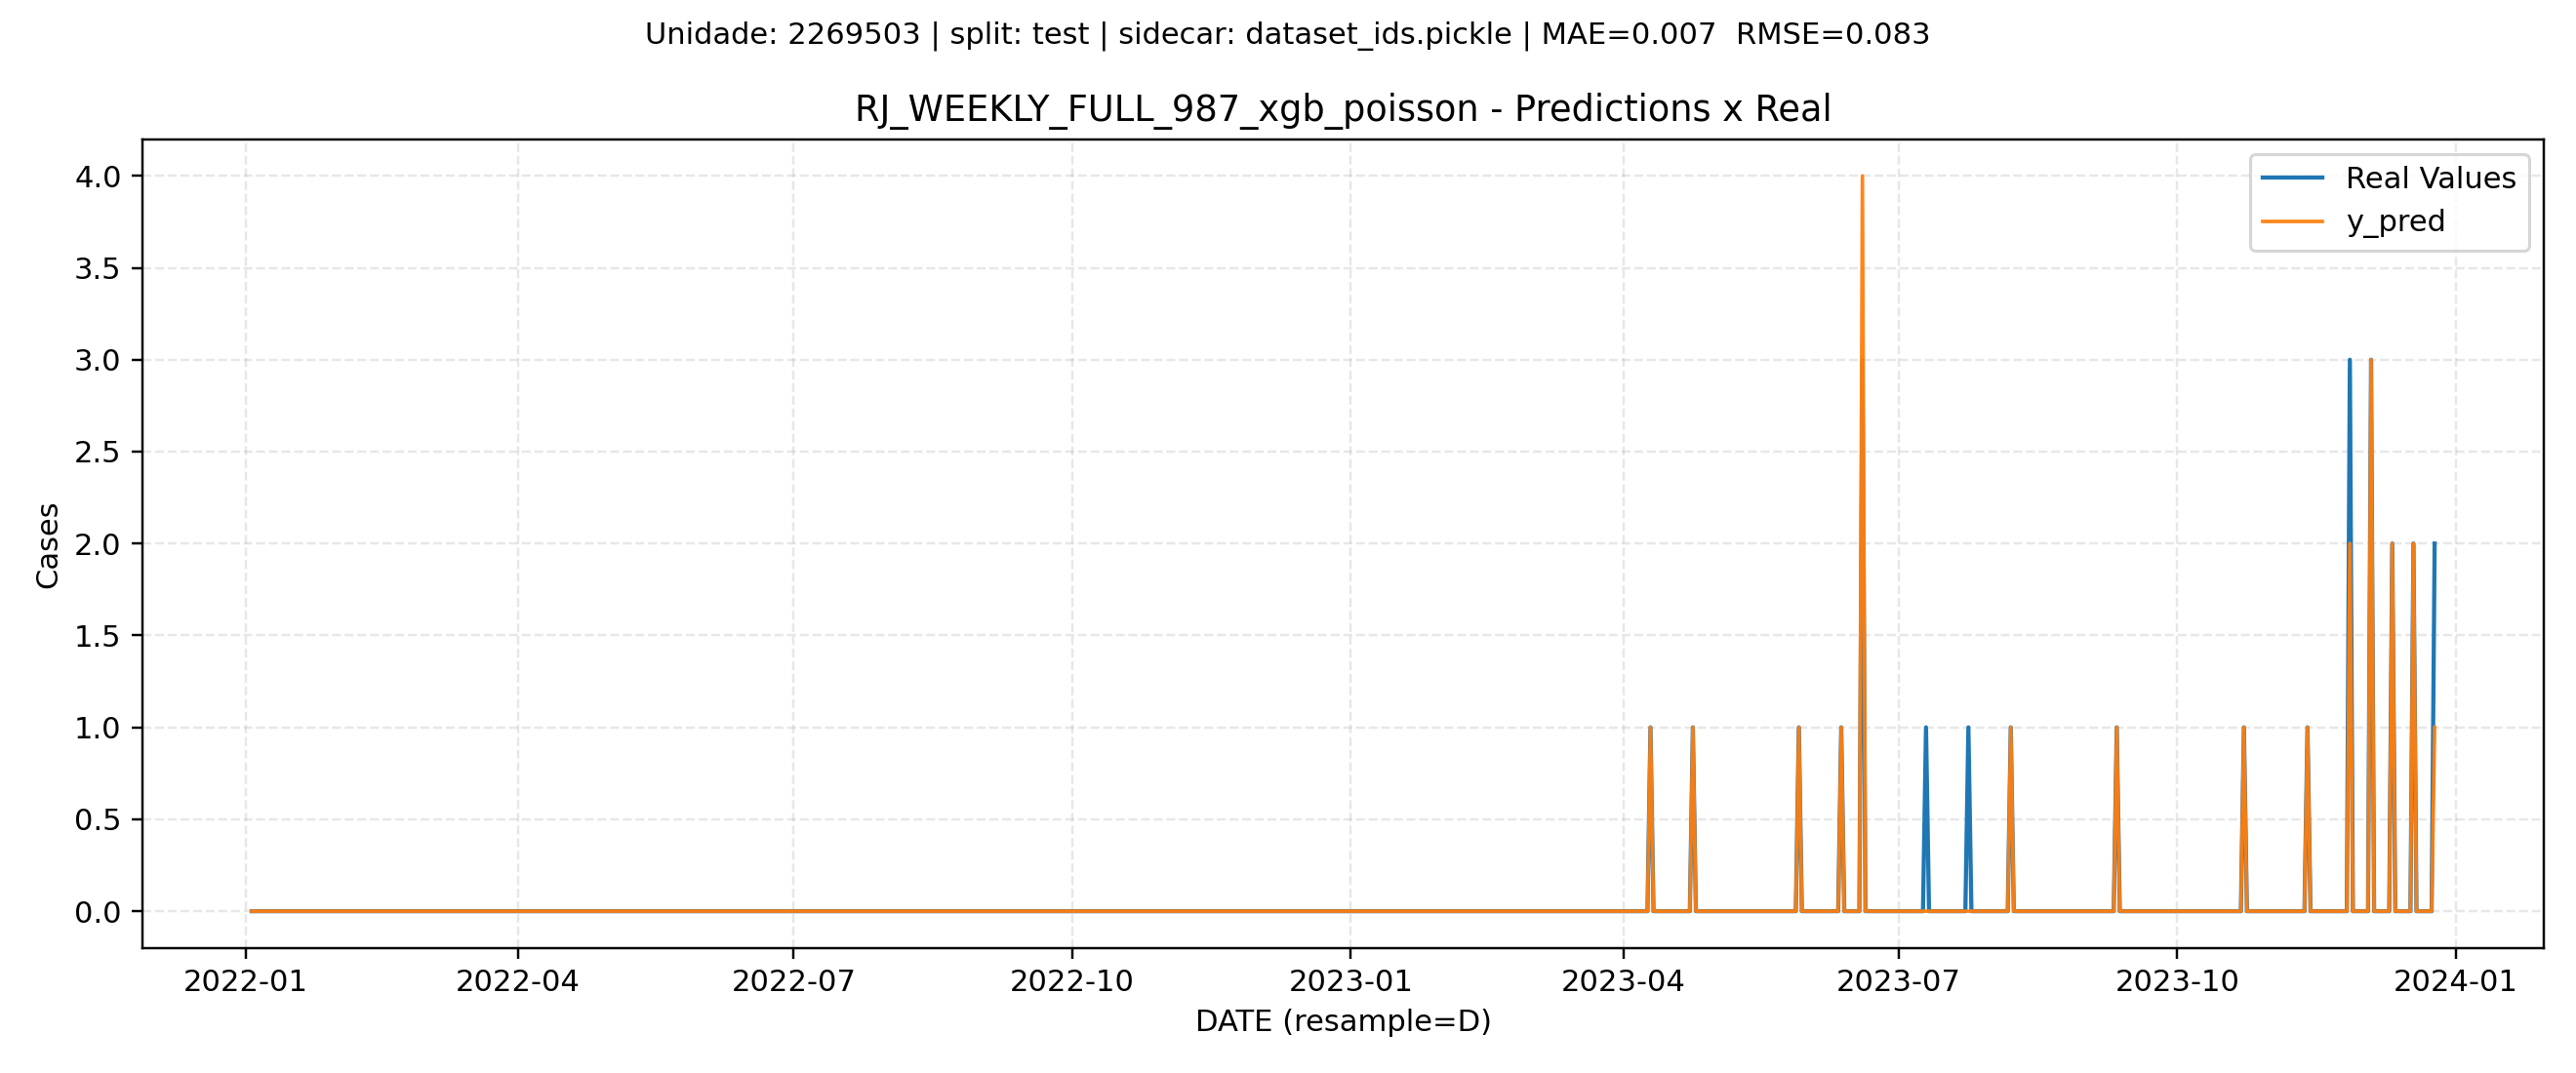 Unidade: 2269503 | split: test | sidecar: dataset_ids.pickle | MAE=0.007  RMSE=0.083
RJ_WEEKLY_FULL_987_xgb_poisson - Predictions x Real
Real Values
y_pred
4.0
3.5
3.0
2.5
2.0
1.5
1.0
0.5
0.0
Cases
2022-01 2022-04 2022-07 2022-10 2023-01 2023-04 2023-07 2023-10 2024-01
DATE (resample=D)